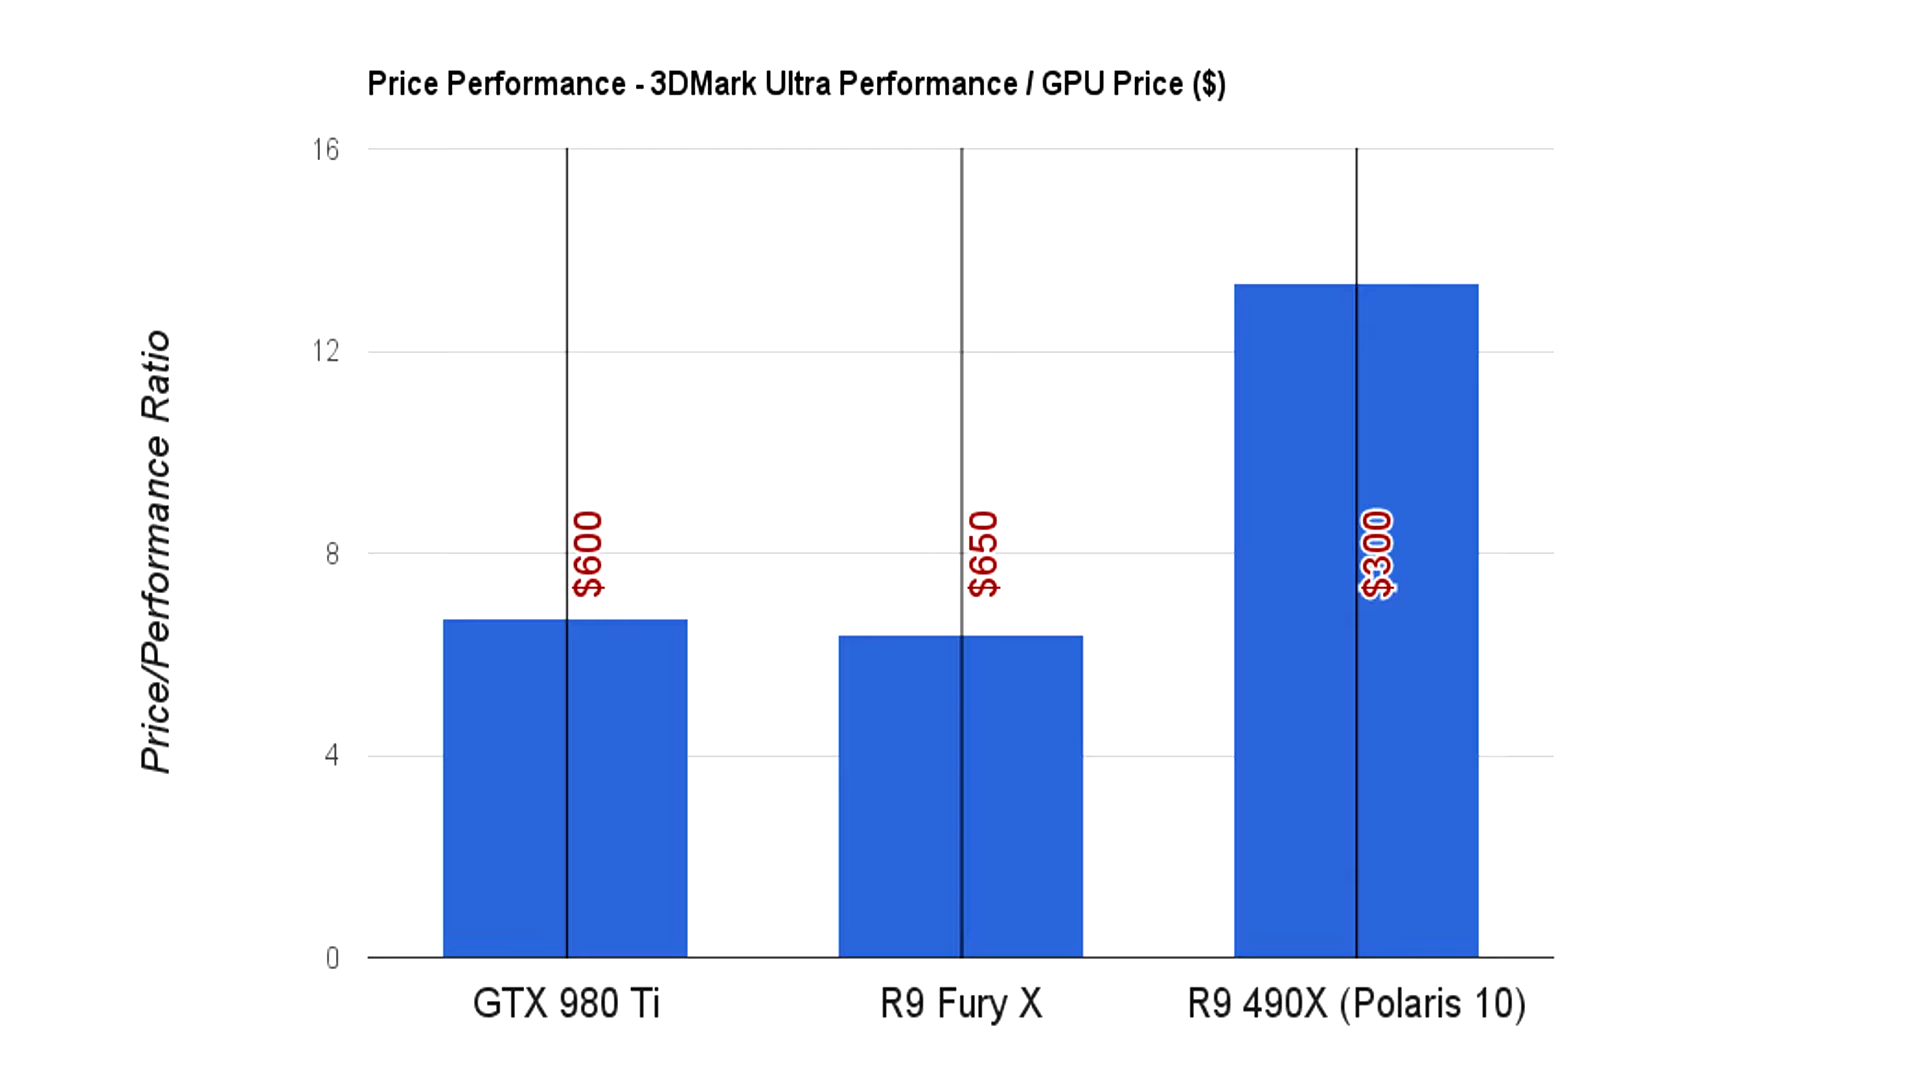 Price Performance - 3DMark Ultra Performance / GPU Price ($)
Price/Performance Ratio
16
12
8
4
0
$600
$650
$300
GTX 980 Ti
R9 Fury X
R9 490X (Polaris 10)